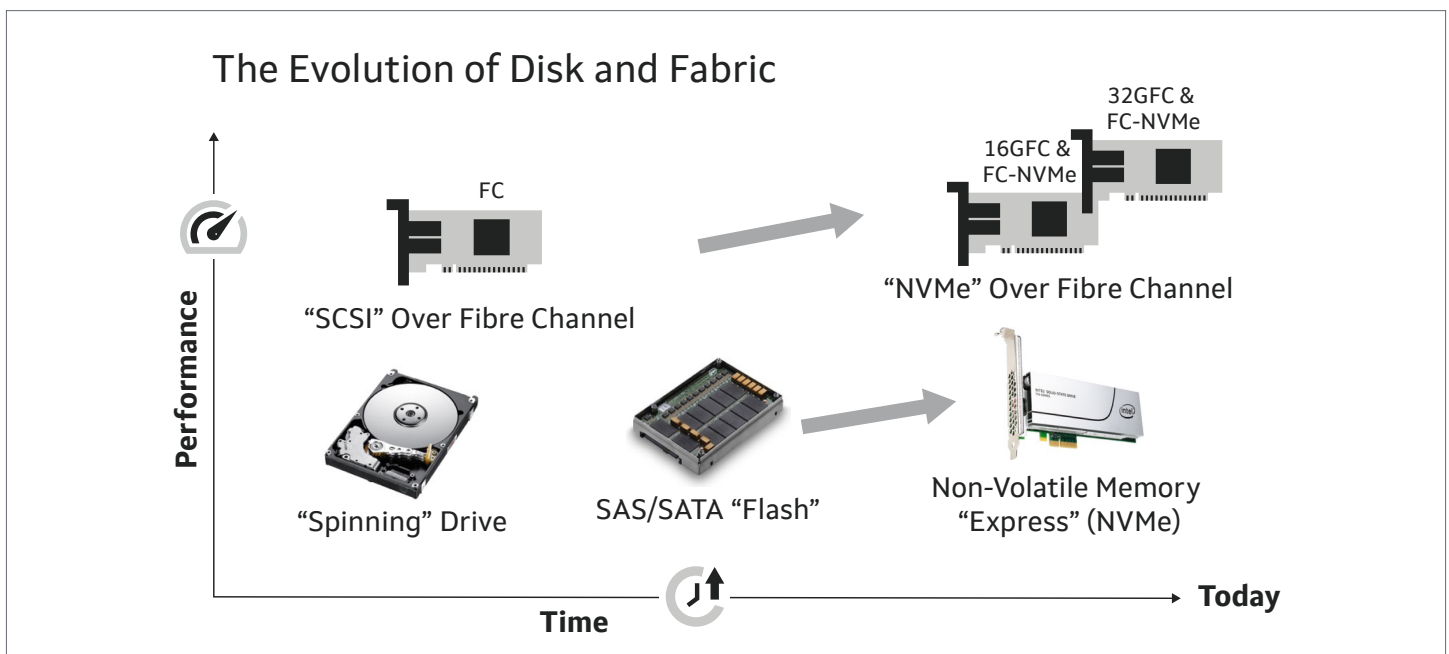 The Evolution of Disk and Fabric
32GFC &
FC-NVMe
16GFC &
FC-NVMe
FC
"SCSI" Over Fibre Channel
"NVMe" Over Fibre Channel
Performance
"Spinning" Drive
SAS/SATA "Flash"
intel
Non-Volatile Memory
"Express" (NVMe)
Time
Today